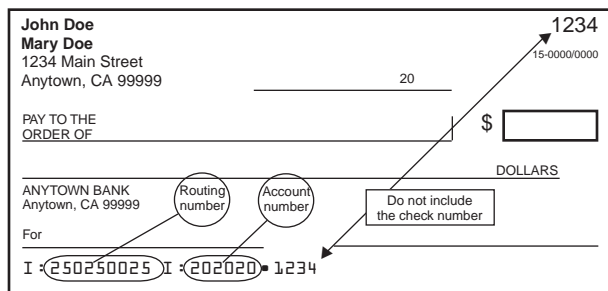 John Doe 1234
Mary Doe 15-0000/0000
1234 Main Street
Anytown, CA 99999
20
PAY TO THE
ORDER OF $
DOLLARS
ANYTOWN BANK
Anytown, CA 99999
Routing
number
Account
number
Do not include
the check number
For
I:250250025 I:202020 1234